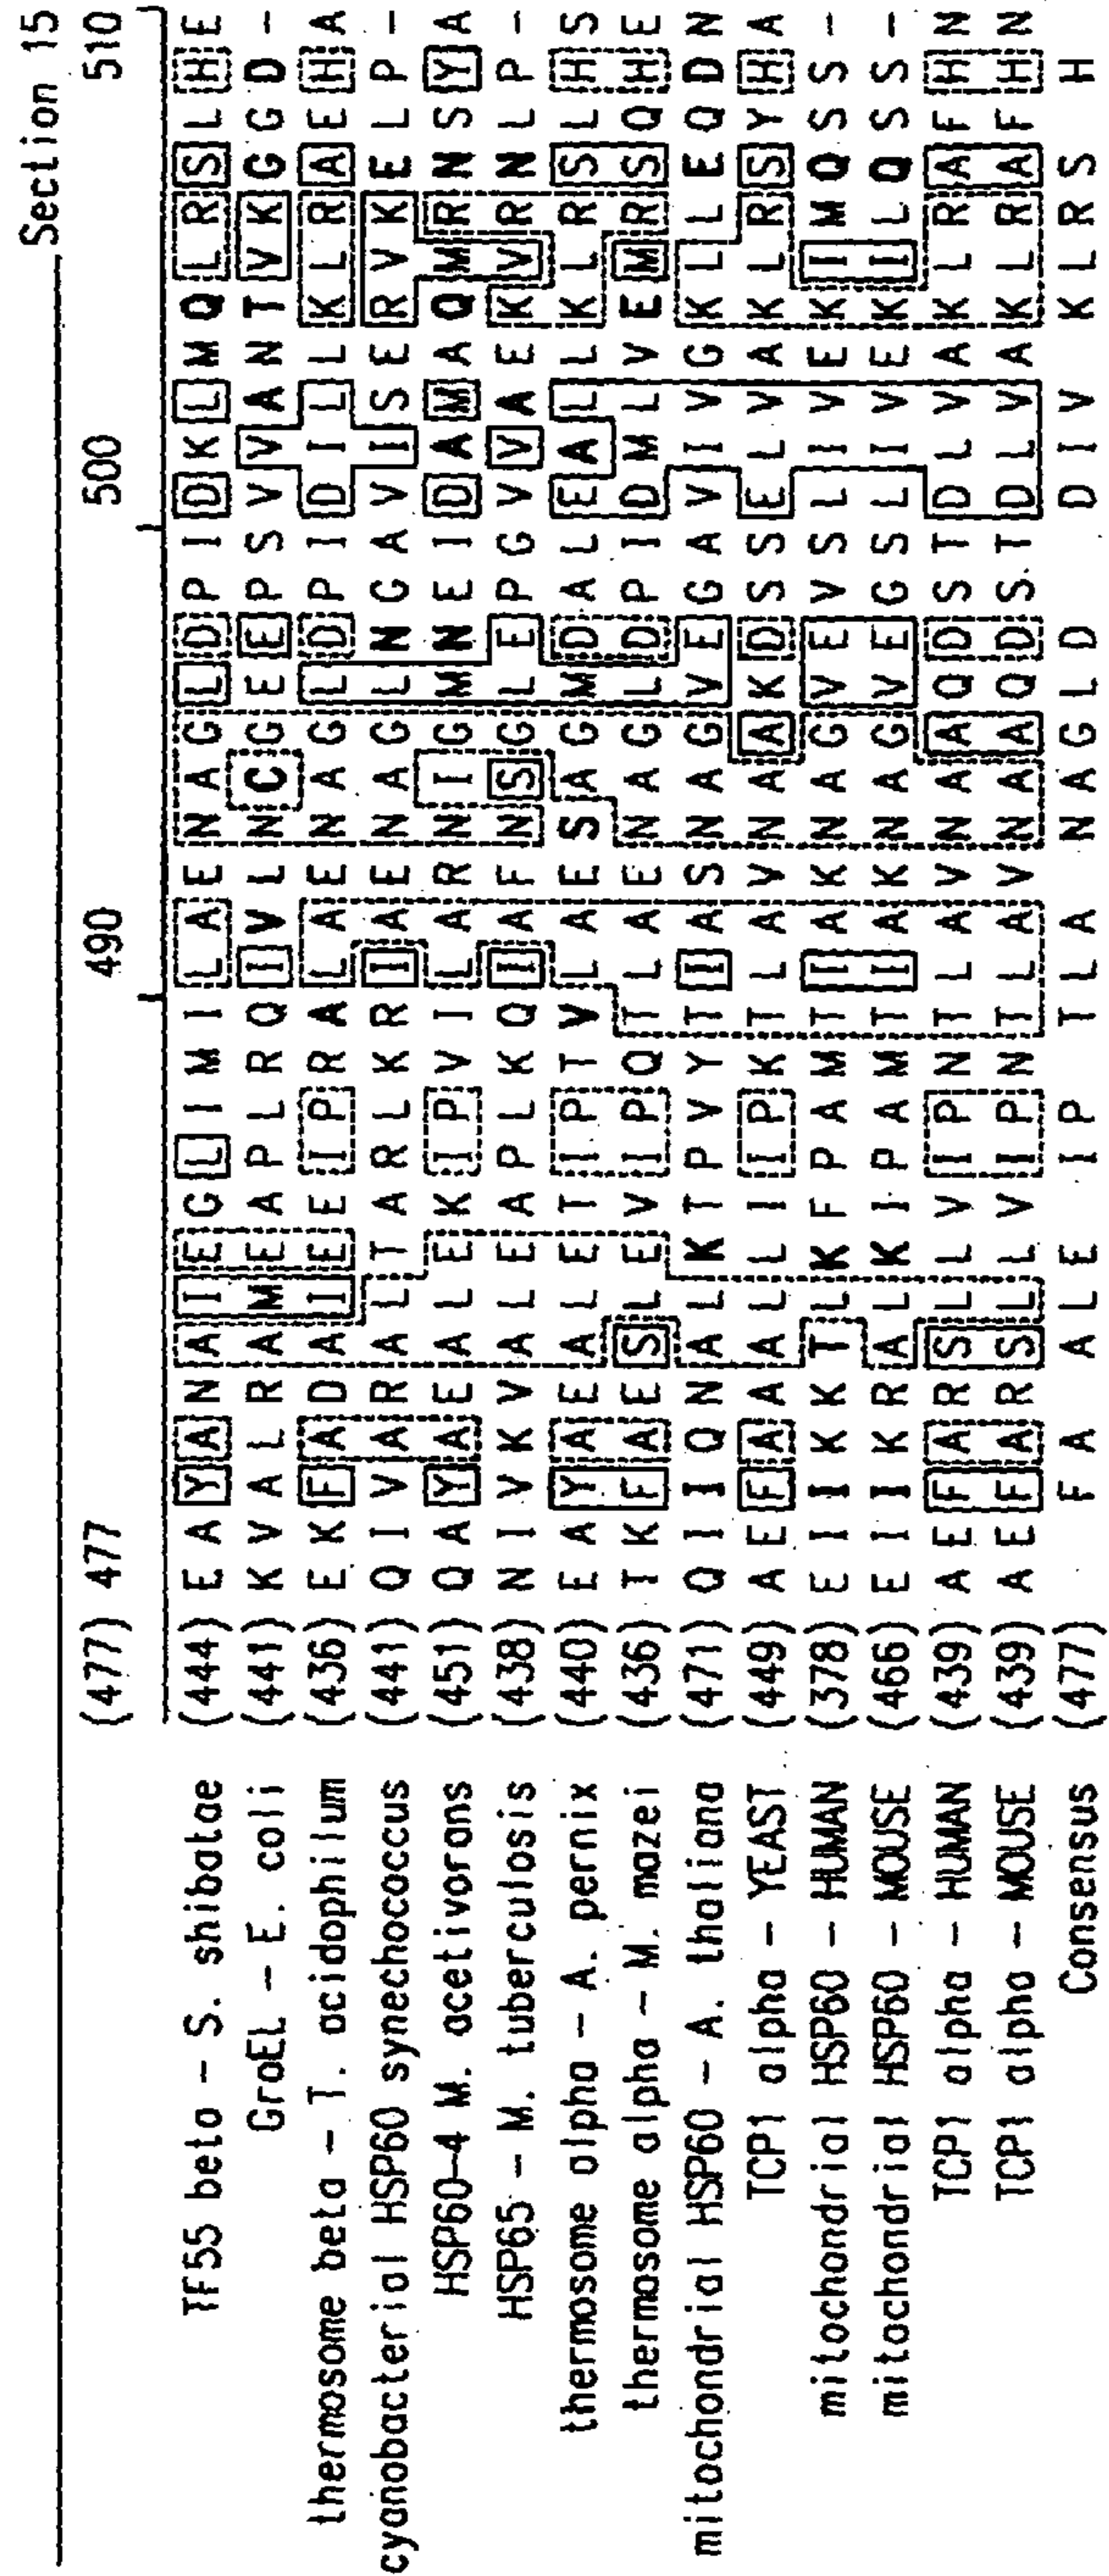 Section 15
(477) 477 490 500 510
TF55 beta - S. shibatae (444) E A Y A N A I E G L I M I L A E N A G L D P I D K L M Q L R S L H E
GroEL - E. coli (441) K V A L R A M E A P L R Q I V L N C G E E P S V V A N T V K G G D -
thermosome beta - T. acidophilum (436) E K F A D A I E E I P R A L A E N A G L D P I D I L L K L R A E H A
cyanobacterial HSP60 synechococcus (441) Q I V A R A L T A R L K R I A E N A G L N G A V I S E R V K E L P -
HSP60-4 M. acetivorans (451) Q A Y A E A L E K I P V I L A R N I G M N E I D A M A Q M R N S Y A
HSP65 - M. tuberculosis (438) N I V K V A L E A P L K Q I A F N S G L E P G V V A E K V R N L P -
thermosome alpha - A. pernix (440) E A Y A E A L E T I P T V L A E S A G M D A L E A L L K L R S L H S
thermosome alpha - M. mazei (436) T K F A E S L E V I P Q T L A E N A G L D P I D M L V E M R S Q H E
mitochondrial HSP60 - A. thaliana (471) Q I I Q N A L K T P V Y T I A S N A G V E G A V I V G K L L E Q D N
TCP1 alpha - YEAST (449) A E F A A A L L I I P K T L A V N A A K D S S E L V A K L R S Y H A
mitochondrial HSP60 - HUMAN (378) E I I K K T L K F P A M T I A K N A G V E V S L I V E K I M Q S S -
mitochondrial HSP60 - MOUSE (466) E I I K R A L K I P A M T I A K N A G V E G S L I V E K I L Q S S -
TCP1 alpha - HUMAN (439) A E F A R S L L V I P N T L A V N A A Q D S T D L V A K L R A F H N
TCP1 alpha - MOUSE (439) A E F A R S L L V I P N T L A V N A A Q D S T D L V A K L R A F H N
Consensus (477) F A A L E I P T L A N A G L D D I V K L R S H